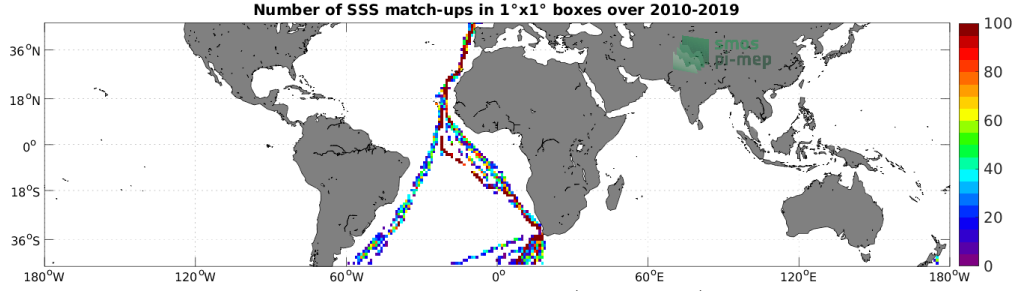 Number of SSS match-ups in 1°x1° boxes over 2010-2019
smos
pi-mep
36°N
18°N
0°
18°S
36°S
180°W
120°W
60°W
0°W
60°E
120°E
180°W
100
80
60
40
20
0